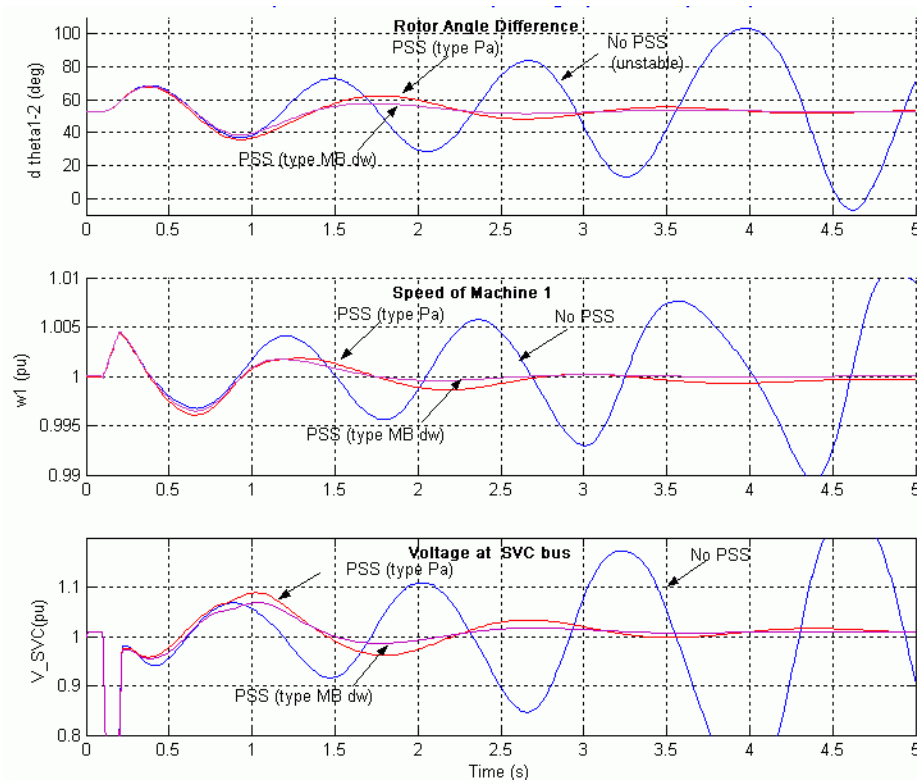 Rotor Angle Difference
PSS (type Pa)
No PSS
(unstable)
PSS (type MB dw)
d theta1-2 (deg)
100
80
60
40
20
0
0 0.5 1 1.5 2 2.5 3 3.5 4 4.5 5
Speed of Machine 1
PSS (type Pa)
No PSS
PSS (type MB dw)
w1 (pu)
1.01
1.005
1
0.995
0.99
0 0.5 1 1.5 2 2.5 3 3.5 4 4.5 5
Voltage at SVC bus
PSS (type Pa)
No PSS
PSS (type MB dw)
V_SVC(pu)
1.1
1
0.9
0.8
0 0.5 1 1.5 2 2.5 3 3.5 4 4.5 5
Time (s)